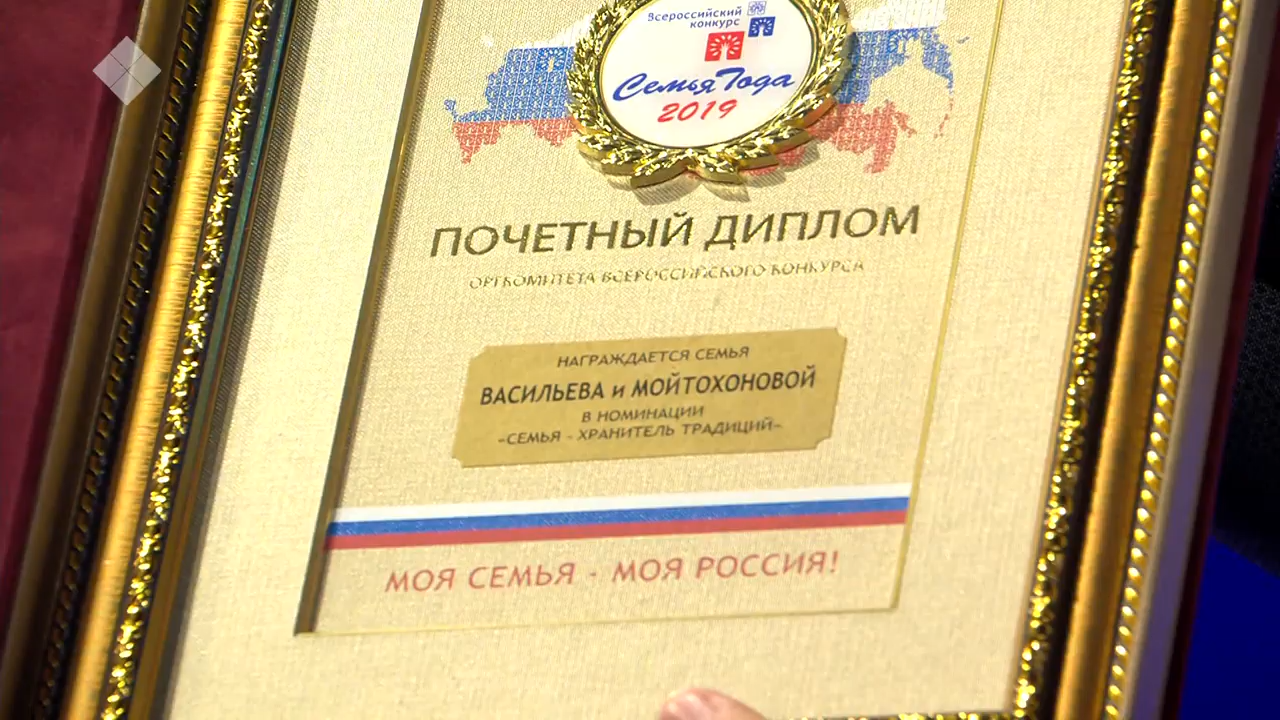 Всероссийский
конкурс
Семья Года
2019
ПОЧЕТНЫЙ ДИПЛОМ
ОРГКОМИТЕТА ВСЕРОССИЙСКОГО КОНКУРСА
НАГРАЖДАЕТСЯ СЕМЬЯ
ВАСИЛЬЕВА и МОЙТОХОНОВОЙ
В НОМИНАЦИИ
«СЕМЬЯ - ХРАНИТЕЛЬ ТРАДИЦИЙ»
МОЯ СЕМЬЯ - МОЯ РОССИЯ!